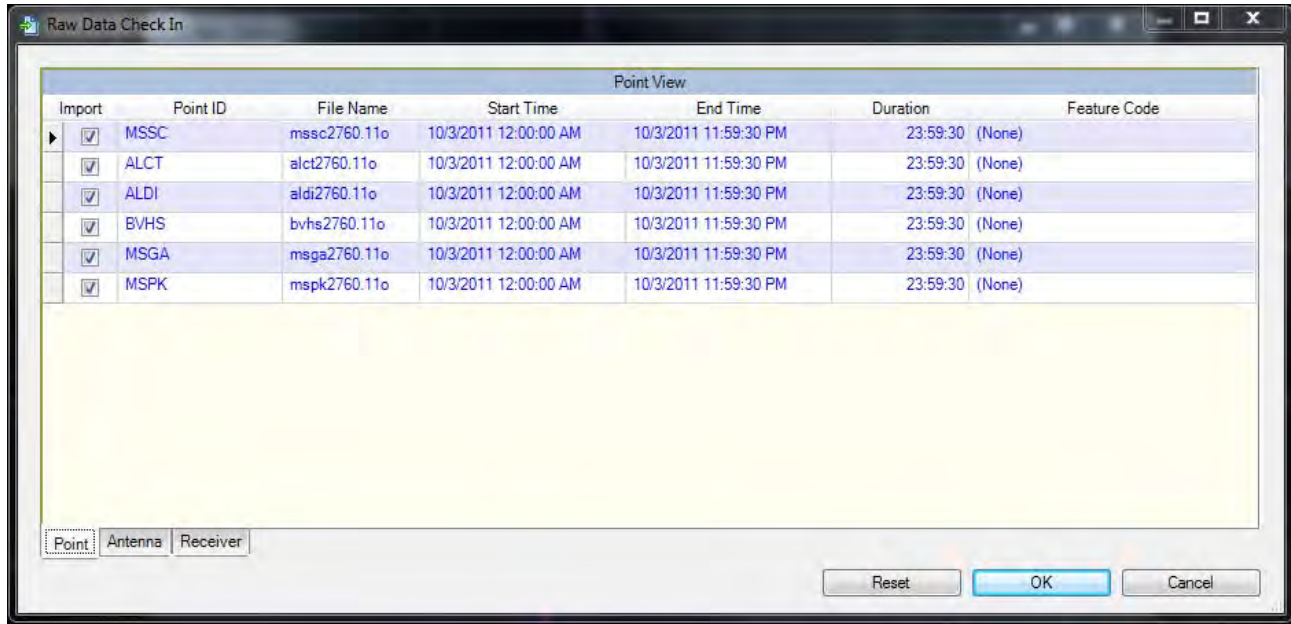 Raw Data Check In
Point View
Import Point ID File Name Start Time End Time Duration Feature Code
MSSC mssc2760.11o 10/3/2011 12:00:00 AM 10/3/2011 11:59:30 PM 23:59:30 (None)
ALCT alct2760.11o 10/3/2011 12:00:00 AM 10/3/2011 11:59:30 PM 23:59:30 (None)
ALDI aldi2760.11o 10/3/2011 12:00:00 AM 10/3/2011 11:59:30 PM 23:59:30 (None)
BVHS bvhs2760.11o 10/3/2011 12:00:00 AM 10/3/2011 11:59:30 PM 23:59:30 (None)
MSGA msga2760.11o 10/3/2011 12:00:00 AM 10/3/2011 11:59:30 PM 23:59:30 (None)
MSPK mspk2760.11o 10/3/2011 12:00:00 AM 10/3/2011 11:59:30 PM 23:59:30 (None)
Point Antenna Receiver
Reset OK Cancel